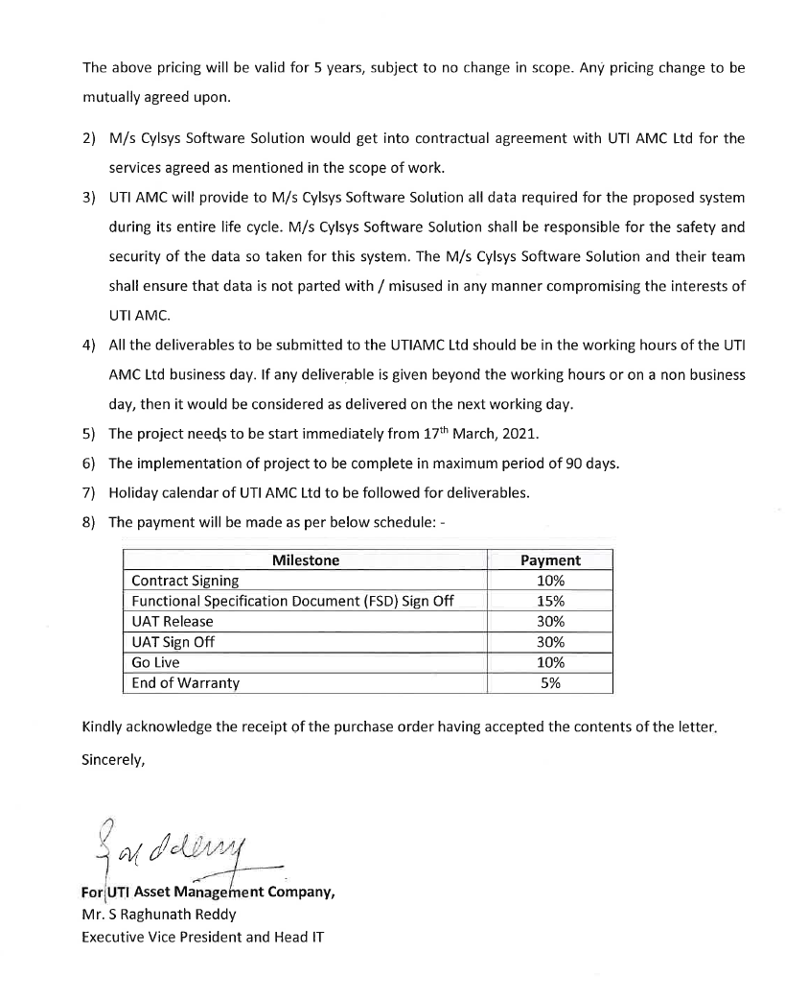 The above pricing will be valid for 5 years, subject to no change in scope. Any pricing change to be
mutually agreed upon.
2) M/s Cylsys Software Solution would get into contractual agreement with UTI AMC Ltd for the
services agreed as mentioned in the scope of work.
3) UTI AMC will provide to M/s Cylsys Software Solution all data required for the proposed system
during its entire life cycle. M/s Cylsys Software Solution shall be responsible for the safety and
security of the data so taken for this system. The M/s Cylsys Software Solution and their team
shall ensure that data is not parted with / misused in any manner compromising the interests of
UTI AMC.
4) All the deliverables to be submitted to the UTIAMC Ltd should be in the working hours of the UTI
AMC Ltd business day. If any deliverable is given beyond the working hours or on a non business
day, then it would be considered as delivered on the next working day.
5) The project needs to be start immediately from 17th March, 2021.
6) The implementation of project to be complete in maximum period of 90 days.
7) Holiday calendar of UTI AMC Ltd to be followed for deliverables.
8) The payment will be made as per below schedule: -
Milestone Payment
Contract Signing 10%
Functional Specification Document (FSD) Sign Off 15%
UAT Release 30%
UAT Sign Off 30%
Go Live 10%
End of Warranty 5%
Kindly acknowledge the receipt of the purchase order having accepted the contents of the letter.
Sincerely,
For UTI Asset Management Company,
Mr. S Raghunath Reddy
Executive Vice President and Head IT